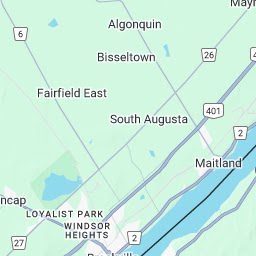 Algonquin
6
Bisseltown
26
Fairfield East
401
South Augusta
2
Maitland
LOYALIST PARK
WINDSOR
HEIGHTS
27
2